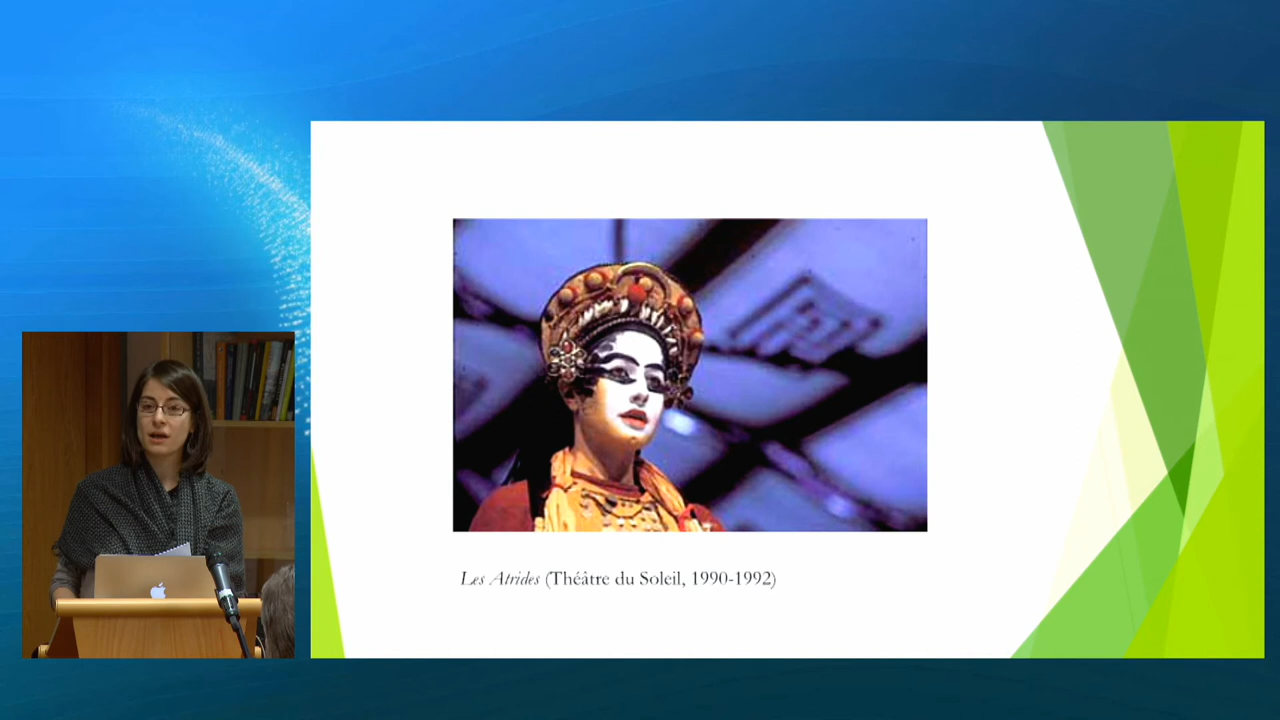 Les Atrides (Théâtre du Soleil, 1990-1992)